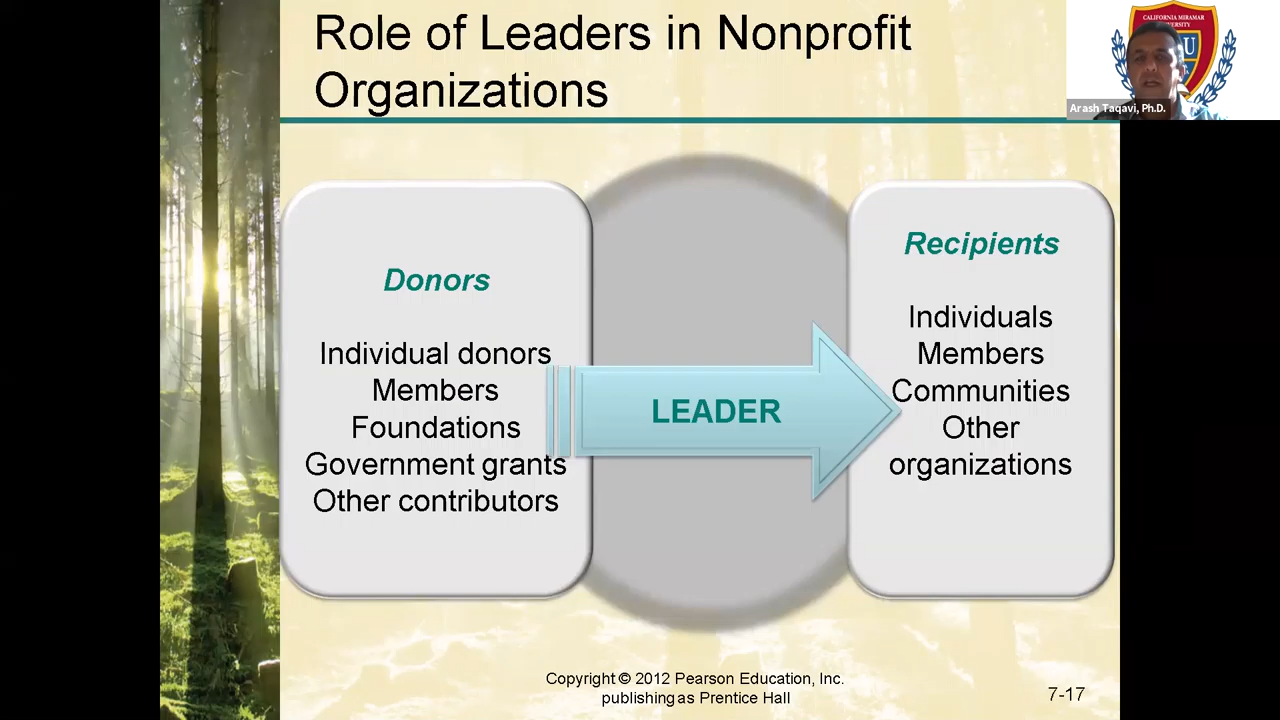 Role of Leaders in Nonprofit
Organizations
CALIFORNIA MIRAMAR
Arash Taqavi, Ph.D.
Donors
Individual donors
Members
Foundations
Government grants
Other contributors
LEADER
Recipients
Individuals
Members
Communities
Other
organizations
Copyright © 2012 Pearson Education, Inc.
publishing as Prentice Hall
7-17